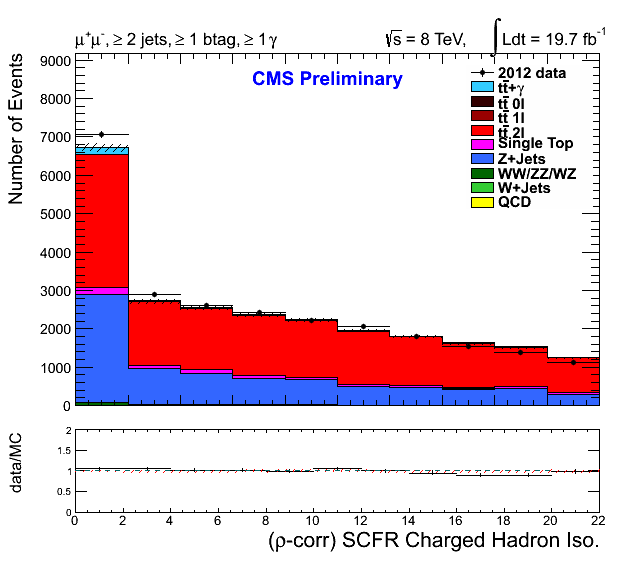 μ⁺μ⁻, ≥ 2 jets, ≥ 1 btag, ≥ 1 γ √s = 8 TeV, ∫ Ldt = 19.7 fb⁻¹
CMS Preliminary
2012 data
tt̄+γ
tt̄ 0l
tt̄ 1l
tt̄ 2l
Single Top
Z+Jets
WW/ZZ/WZ
W+Jets
QCD
Number of Events
9000
8000
7000
6000
5000
4000
3000
2000
1000
0
data/MC
2
1.5
1
0.5
0
0 2 4 6 8 10 12 14 16 18 20 22
(ρ-corr) SCFR Charged Hadron Iso.